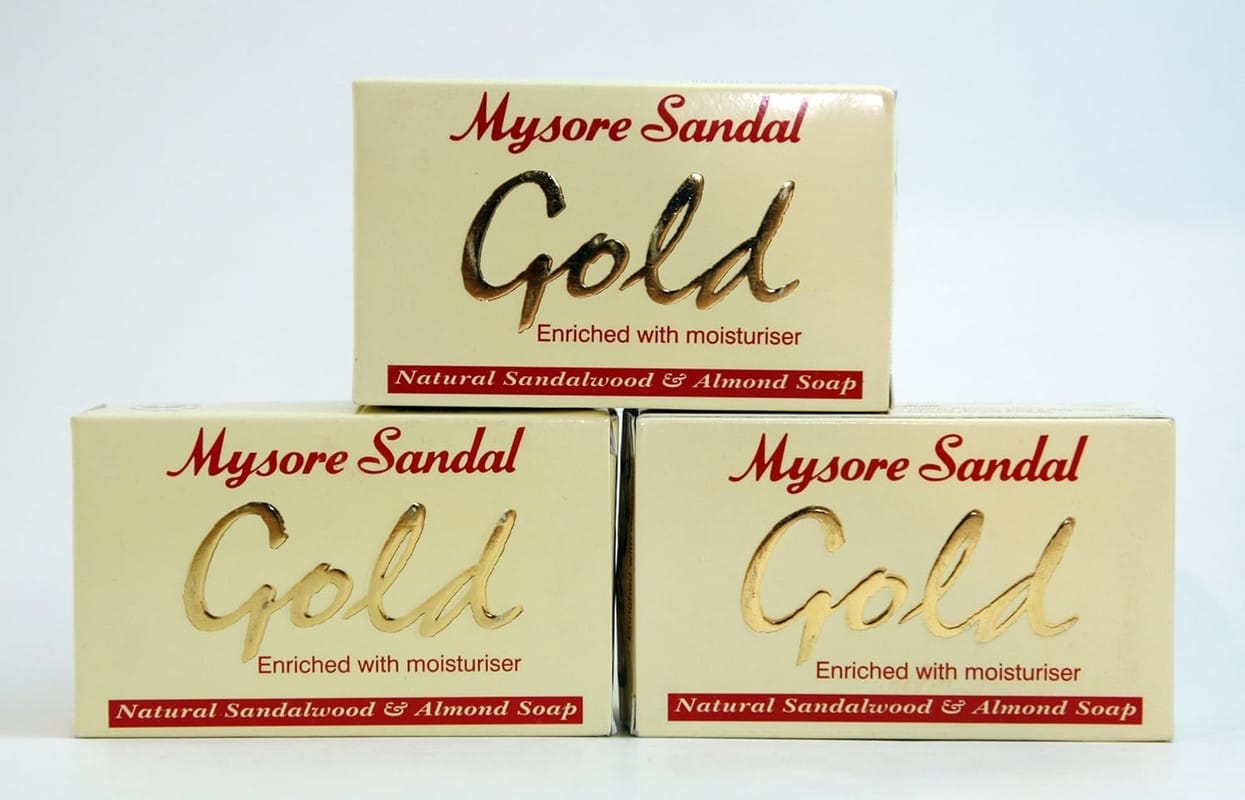 Mysore Sandal
Gold
Enriched with moisturiser
Natural Sandalwood & Almond Soap
Mysore Sandal
Gold
Enriched with moisturiser
Natural Sandalwood & Almond Soap
Mysore Sandal
Gold
Enriched with moisturiser
Natural Sandalwood & Almond Soap